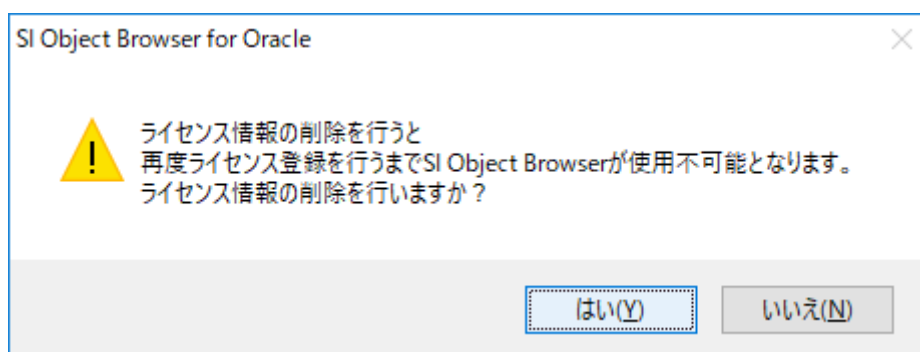 SI Object Browser for Oracle
ライセンス情報の削除を行うと
再度ライセンス登録を行うまでSI Object Browserが使用不可能となります。
ライセンス情報の削除を行いますか？
はい(Y) いいえ(N)